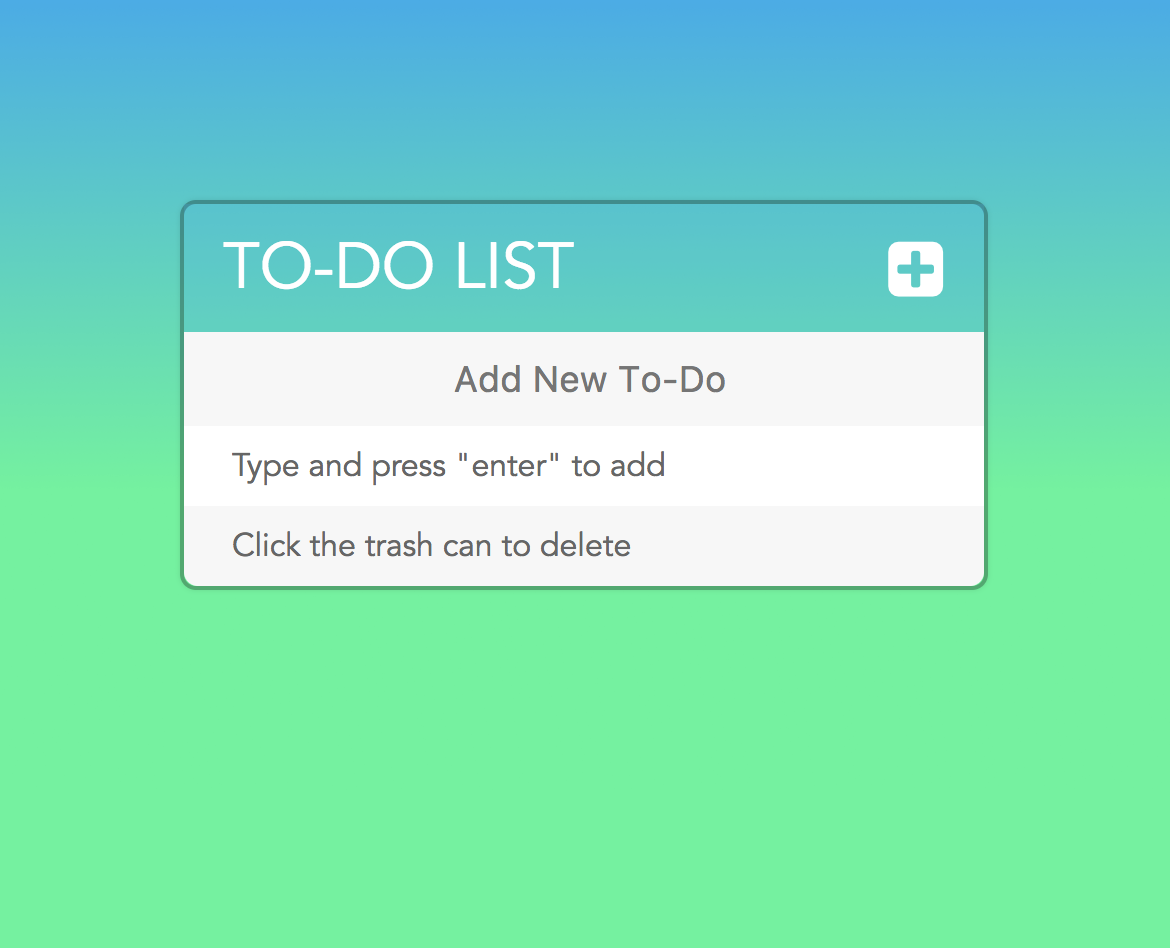 TO-DO LIST
Add New To-Do
Type and press "enter" to add
Click the trash can to delete